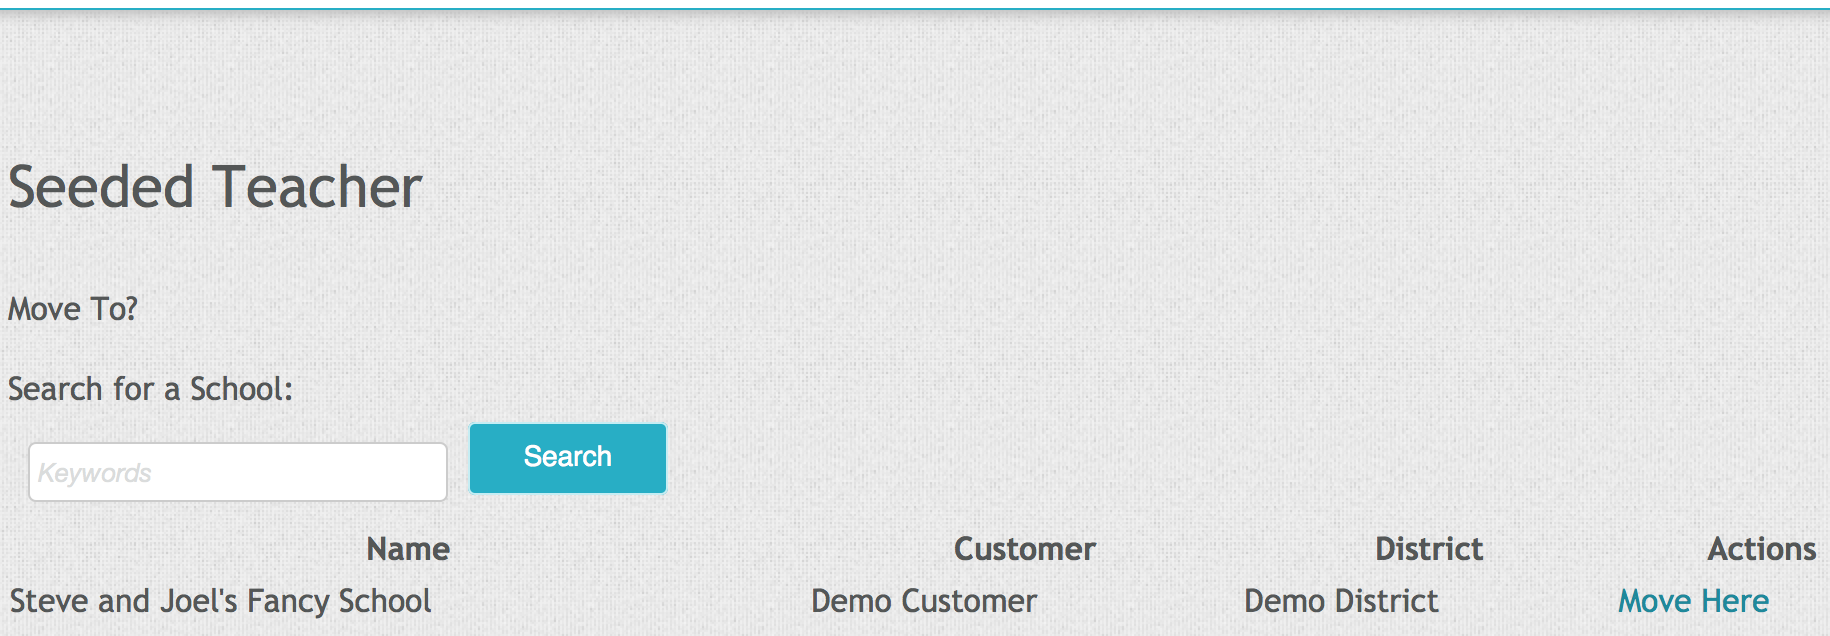 Seeded Teacher
Move To?
Search for a School:
Keywords
Search
Name Customer District Actions
Steve and Joel's Fancy School Demo Customer Demo District Move Here